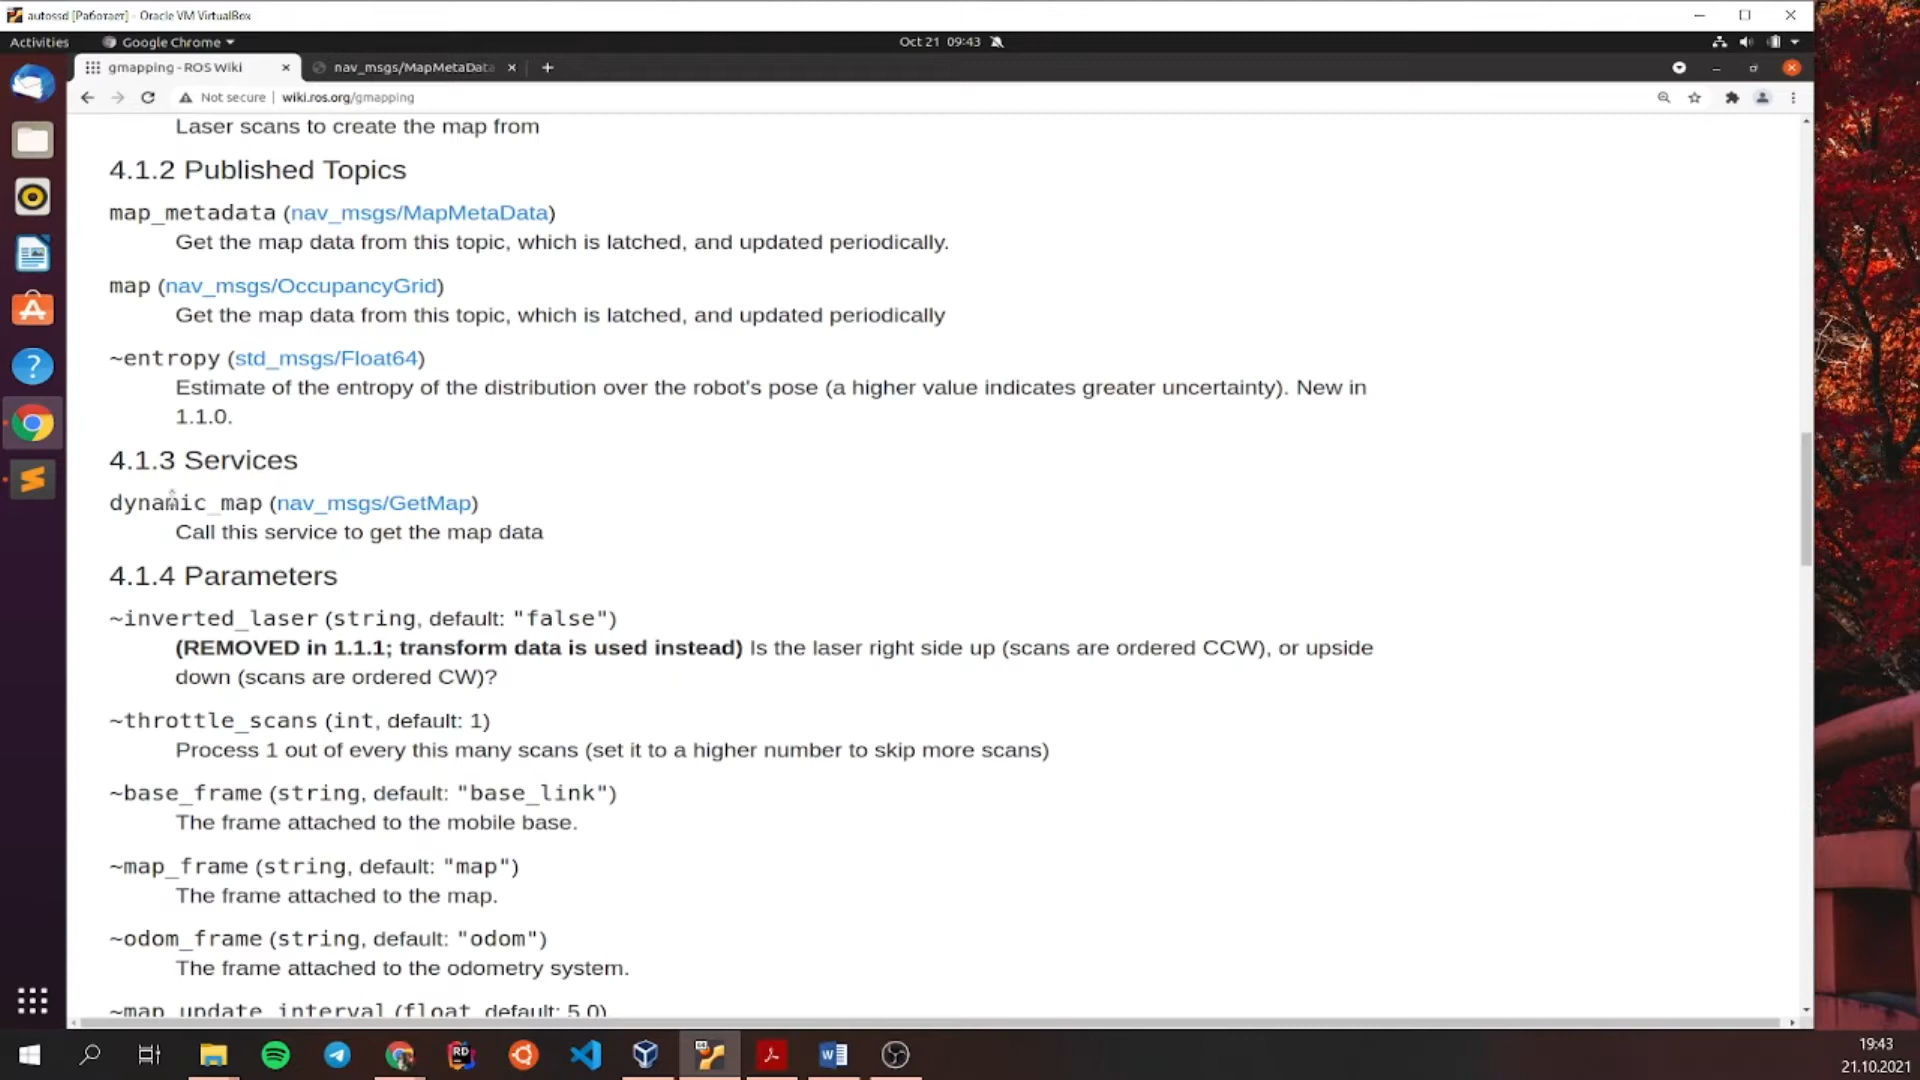 autossd [Работает] - Oracle VM VirtualBox
Activities Google Chrome Oct 21 09:43
gmapping - ROS Wiki nav_msgs/MapMetaData
Not secure | wiki.ros.org/gmapping
Laser scans to create the map from
4.1.2 Published Topics
map_metadata (nav_msgs/MapMetaData)
Get the map data from this topic, which is latched, and updated periodically.
map (nav_msgs/OccupancyGrid)
Get the map data from this topic, which is latched, and updated periodically
~entropy (std_msgs/Float64)
Estimate of the entropy of the distribution over the robot's pose (a higher value indicates greater uncertainty). New in
1.1.0.
4.1.3 Services
dynamic_map (nav_msgs/GetMap)
Call this service to get the map data
4.1.4 Parameters
~inverted_laser (string, default: "false")
(REMOVED in 1.1.1; transform data is used instead) Is the laser right side up (scans are ordered CCW), or upside
down (scans are ordered CW)?
~throttle_scans (int, default: 1)
Process 1 out of every this many scans (set it to a higher number to skip more scans)
~base_frame (string, default: "base_link")
The frame attached to the mobile base.
~map_frame (string, default: "map")
The frame attached to the map.
~odom_frame (string, default: "odom")
The frame attached to the odometry system.
~map_update_interval (float, default: 5.0)
19:43
21.10.2021